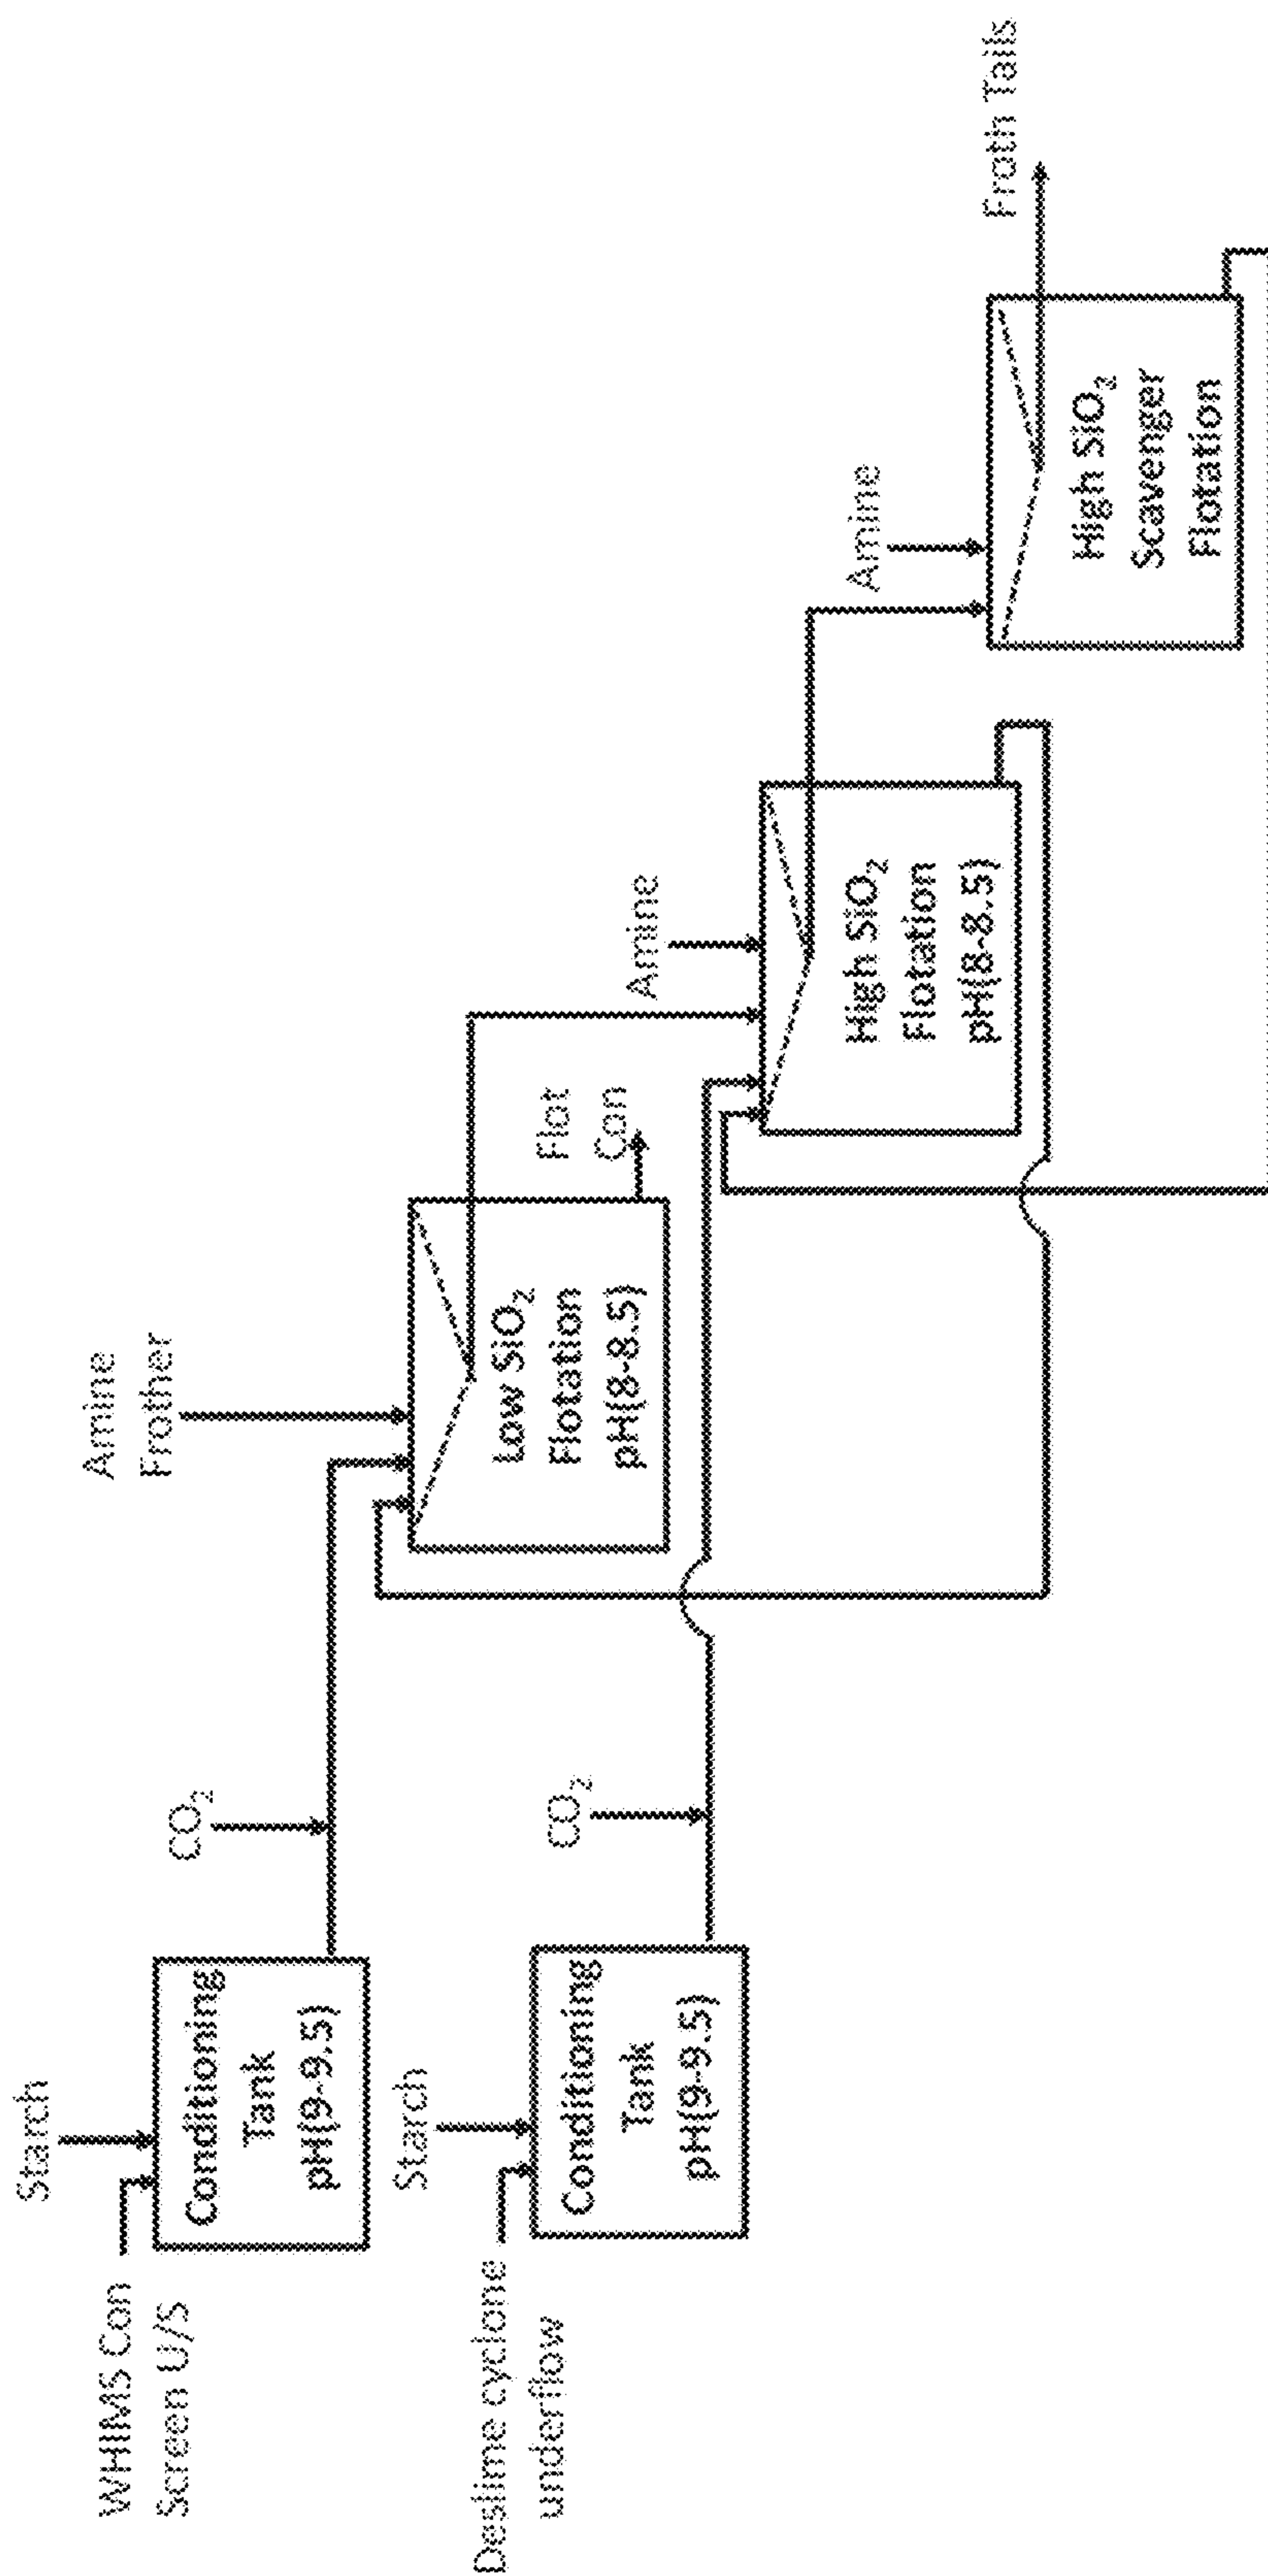 Starch
WHIMS Con
Screen U/S
Conditioning
Tank
pH(9-9.5)
CO₂
Amine
Frother
Low SiO₂
Flotation
pH(8-8.5)
Flot
Con
Starch
Deslime cyclone
underflow
Conditioning
Tank
pH(9-9.5)
CO₂
Amine
High SiO₂
Flotation
pH(8-8.5)
Amine
High SiO₂
Scavenger
Flotation
Froth Tails